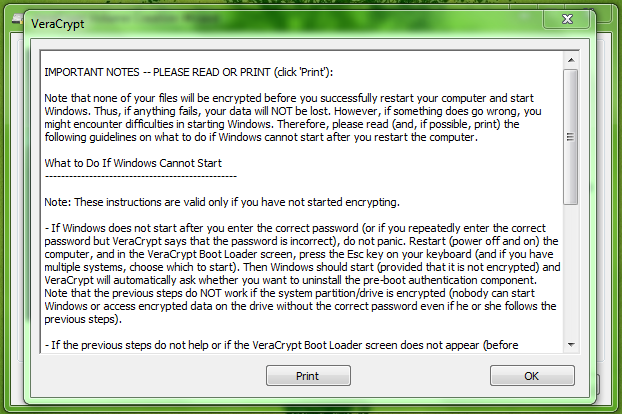 VeraCrypt
IMPORTANT NOTES -- PLEASE READ OR PRINT (click 'Print'):
Note that none of your files will be encrypted before you successfully restart your computer and start
Windows. Thus, if anything fails, your data will NOT be lost. However, if something does go wrong, you
might encounter difficulties in starting Windows. Therefore, please read (and, if possible, print) the
following guidelines on what to do if Windows cannot start after you restart the computer.
What to Do If Windows Cannot Start
------------------------------------------------
Note: These instructions are valid only if you have not started encrypting.
- If Windows does not start after you enter the correct password (or if you repeatedly enter the correct
password but VeraCrypt says that the password is incorrect), do not panic. Restart (power off and on) the
computer, and in the VeraCrypt Boot Loader screen, press the Esc key on your keyboard (and if you have
multiple systems, choose which to start). Then Windows should start (provided that it is not encrypted) and
VeraCrypt will automatically ask whether you want to uninstall the pre-boot authentication component.
Note that the previous steps do NOT work if the system partition/drive is encrypted (nobody can start
Windows or access encrypted data on the drive without the correct password even if he or she follows the
previous steps).
- If the previous steps do not help or if the VeraCrypt Boot Loader screen does not appear (before
Print
OK